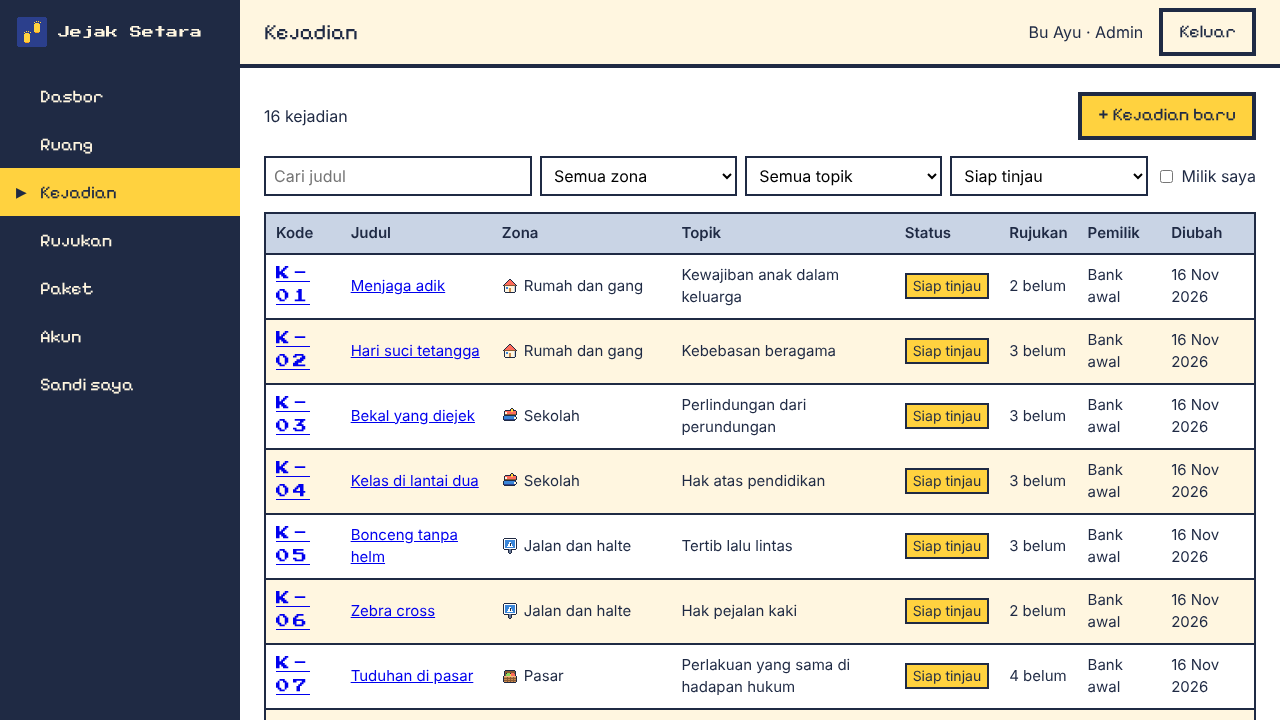 Jejak Setara
Dasbor
Ruang
▶ Kejadian
Rujukan
Paket
Akun
Sandi saya
Kejadian
Bu Ayu · Admin
Keluar
16 kejadian
+ Kejadian baru
Cari judul
Semua zona
Semua topik
Siap tinjau
Milik saya
Kode Judul Zona Topik Status Rujukan Pemilik Diubah
K-01 Menjaga adik Rumah dan gang Kewajiban anak dalam keluarga Siap tinjau 2 belum Bank awal 16 Nov 2026
K-02 Hari suci tetangga Rumah dan gang Kebebasan beragama Siap tinjau 3 belum Bank awal 16 Nov 2026
K-03 Bekal yang diejek Sekolah Perlindungan dari perundungan Siap tinjau 3 belum Bank awal 16 Nov 2026
K-04 Kelas di lantai dua Sekolah Hak atas pendidikan Siap tinjau 3 belum Bank awal 16 Nov 2026
K-05 Bonceng tanpa helm Jalan dan halte Tertib lalu lintas Siap tinjau 3 belum Bank awal 16 Nov 2026
K-06 Zebra cross Jalan dan halte Hak pejalan kaki Siap tinjau 2 belum Bank awal 16 Nov 2026
K-07 Tuduhan di pasar Pasar Perlakuan yang sama di hadapan hukum Siap tinjau 4 belum Bank awal 16 Nov 2026